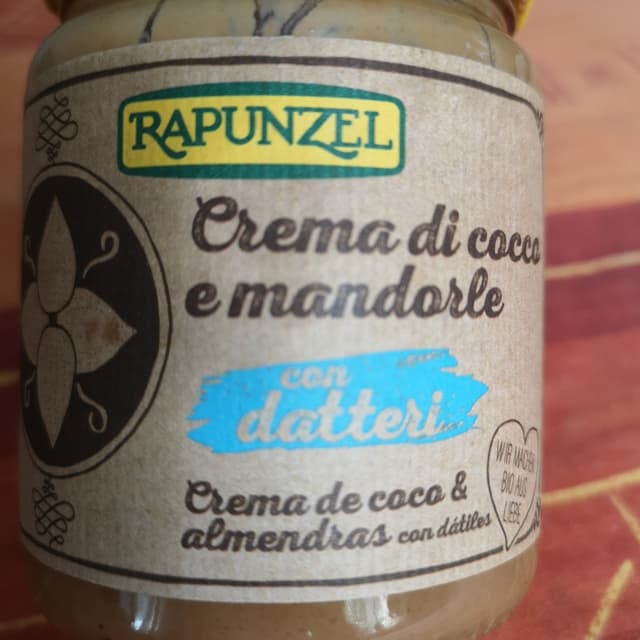 RAPUNZEL
Crema di cocco
e mandorle
con
datteri
Crema de coco &
almendras con dátiles
WIR MACHEN
BIO AUS
LIEBE